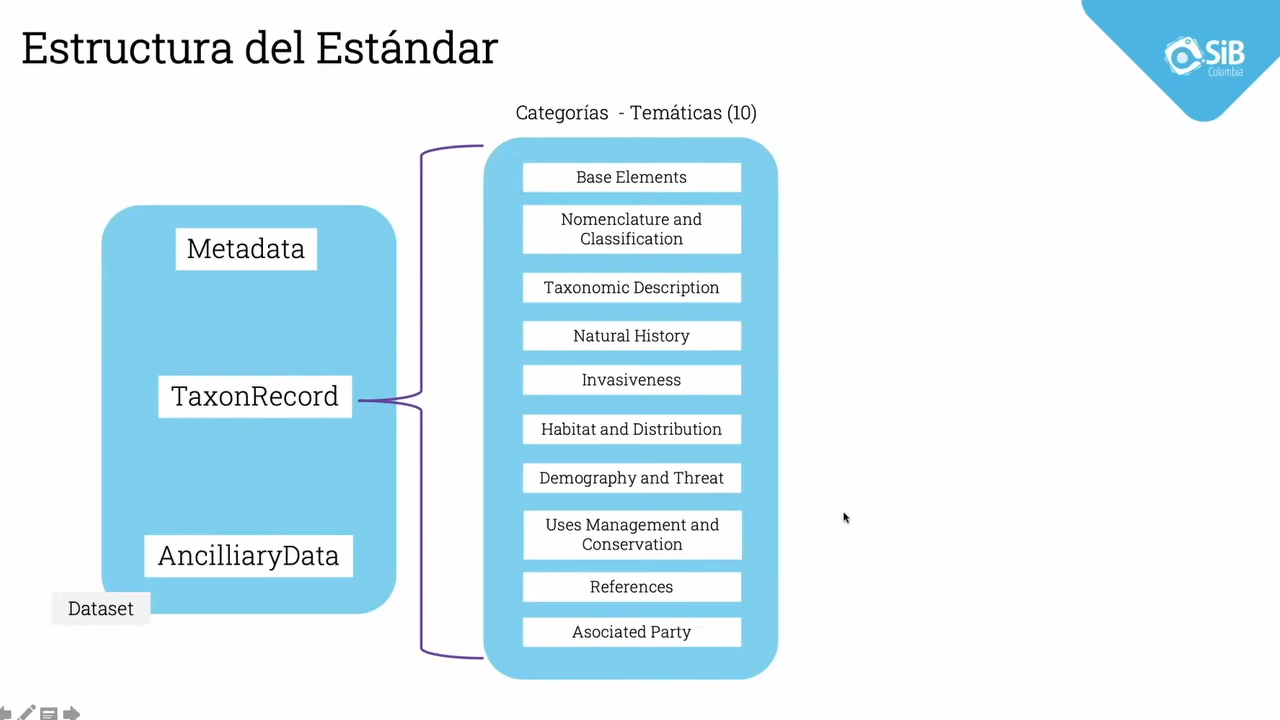 Estructura del Estándar
SiB
Colombia
Categorías - Temáticas (10)
Metadata
TaxonRecord
AncilliaryData
Dataset
Base Elements
Nomenclature and
Classification
Taxonomic Description
Natural History
Invasiveness
Habitat and Distribution
Demography and Threat
Uses Management and
Conservation
References
Asociated Party